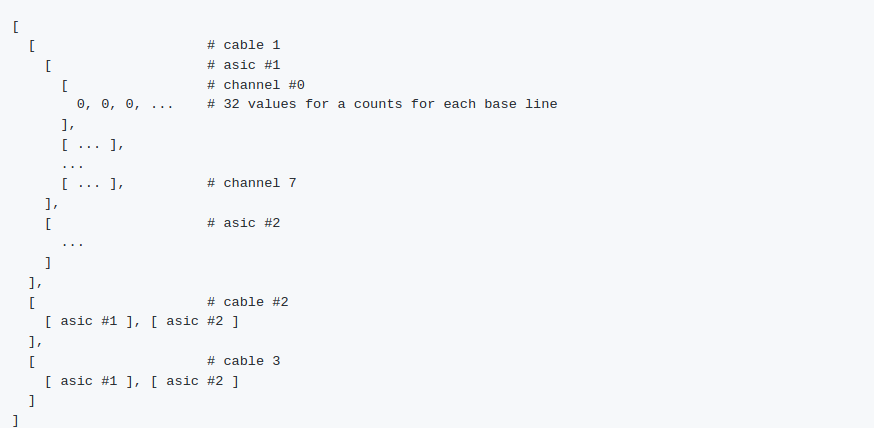 [
  [                     # cable 1
    [                   # asic #1
      [                 # channel #0
        0, 0, 0, ...    # 32 values for a counts for each base line
      ],
      [ ... ],
      ...
      [ ... ],          # channel 7
    ],
    [                   # asic #2
      ...
    ]
  ],
  [                     # cable #2
    [ asic #1 ], [ asic #2 ]
  ],
  [                     # cable 3
    [ asic #1 ], [ asic #2 ]
  ]
]